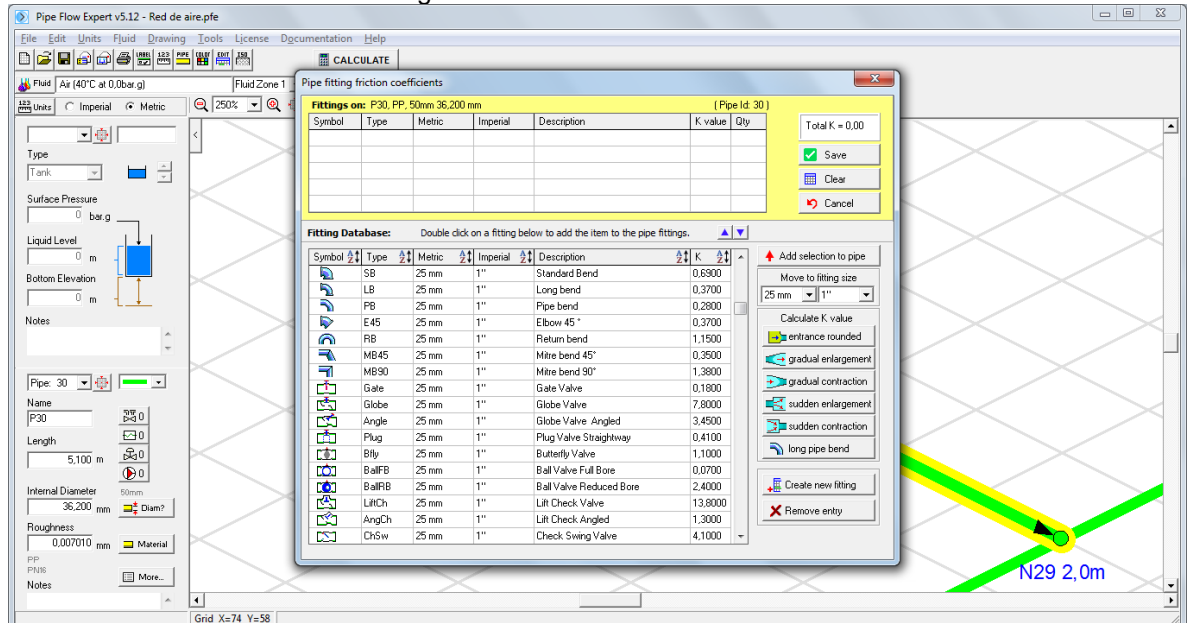 Pipe Flow Expert v5.12 - Red de aire.pfe
File Edit Units Fluid Drawing Tools License Documentation Help
LABEL 123 PIPE COLOR EDIT ISO
CALCULATE
Fluid Air (40°C at 0,0bar.g) Fluid Zone 1
123 Units Imperial Metric 250%
Type
Tank
Surface Pressure
0 bar.g
Liquid Level
0 m
Bottom Elevation
0 m
Notes
Pipe: 30
Name
P30
0
Length
0
5,100 m
0
0
Internal Diameter 50mm
36,200 mm Diam?
Roughness
0,007010 mm Material
PP
PN16
More...
Notes
Grid X=74 Y=58
Pipe fitting friction coefficients
Fittings on: P30, PP, 50mm 36,200 mm ( Pipe Id: 30 )
Symbol Type Metric Imperial Description K value Qty
Total K = 0,00
Save
Clear
Cancel
Fitting Database: Double click on a fitting below to add the item to the pipe fittings.
Symbol Type Metric Imperial Description K
SB 25 mm 1" Standard Bend 0,6900
LB 25 mm 1" Long bend 0,3700
PB 25 mm 1" Pipe bend 0,2800
E45 25 mm 1" Elbow 45 ° 0,3700
RB 25 mm 1" Return bend 1,1500
MB45 25 mm 1" Mitre bend 45° 0,3500
MB90 25 mm 1" Mitre bend 90° 1,3800
Gate 25 mm 1" Gate Valve 0,1800
Globe 25 mm 1" Globe Valve 7,8000
Angle 25 mm 1" Globe Valve Angled 3,4500
Plug 25 mm 1" Plug Valve Straightway 0,4100
Bfly 25 mm 1" Butterfly Valve 1,1000
BallFB 25 mm 1" Ball Valve Full Bore 0,0700
BallRB 25 mm 1" Ball Valve Reduced Bore 2,4000
LiftCh 25 mm 1" Lift Check Valve 13,8000
AngCh 25 mm 1" Lift Check Angled 1,3000
ChSw 25 mm 1" Check Swing Valve 4,1000
Add selection to pipe
Move to fitting size
25 mm 1"
Calculate K value
entrance rounded
gradual enlargement
gradual contraction
sudden enlargement
sudden contraction
long pipe bend
Create new fitting
Remove entry
N29 2,0m